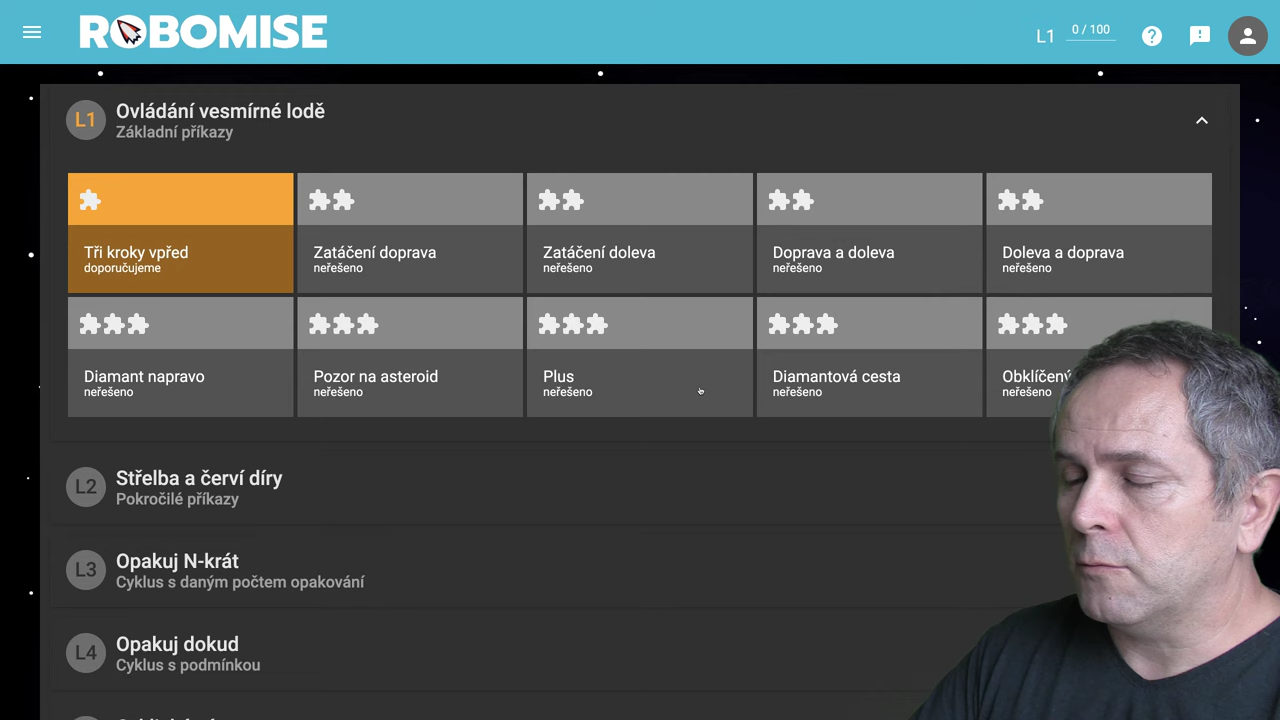 ROBOMISE
L1 0 / 100
L1 Ovládání vesmírné lodě
Základní příkazy
Tři kroky vpřed
doporučujeme
Zatáčení doprava
neřešeno
Zatáčení doleva
neřešeno
Doprava a doleva
neřešeno
Doleva a doprava
neřešeno
Diamant napravo
neřešeno
Pozor na asteroid
neřešeno
Plus
neřešeno
Diamantová cesta
neřešeno
Obklíčený
neřešeno
L2 Střelba a červí díry
Pokročilé příkazy
L3 Opakuj N-krát
Cyklus s daným počtem opakování
L4 Opakuj dokud
Cyklus s podmínkou